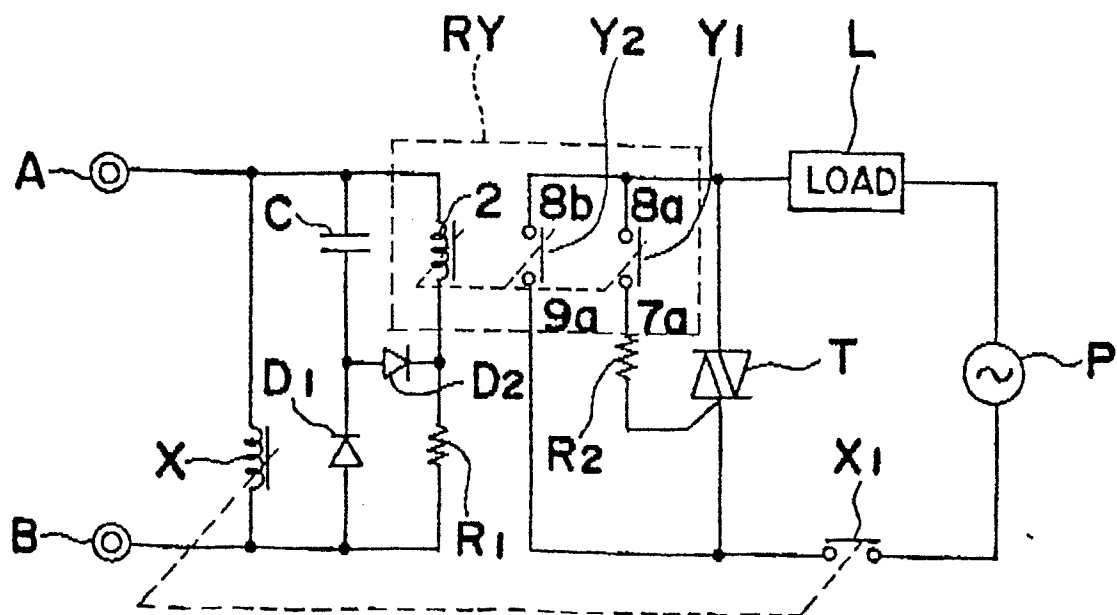 RY Y2 Y1 L
A
LOAD
C 2 8b 8a
9a 7a
T P
D1 D2
R2
X X1
B R1